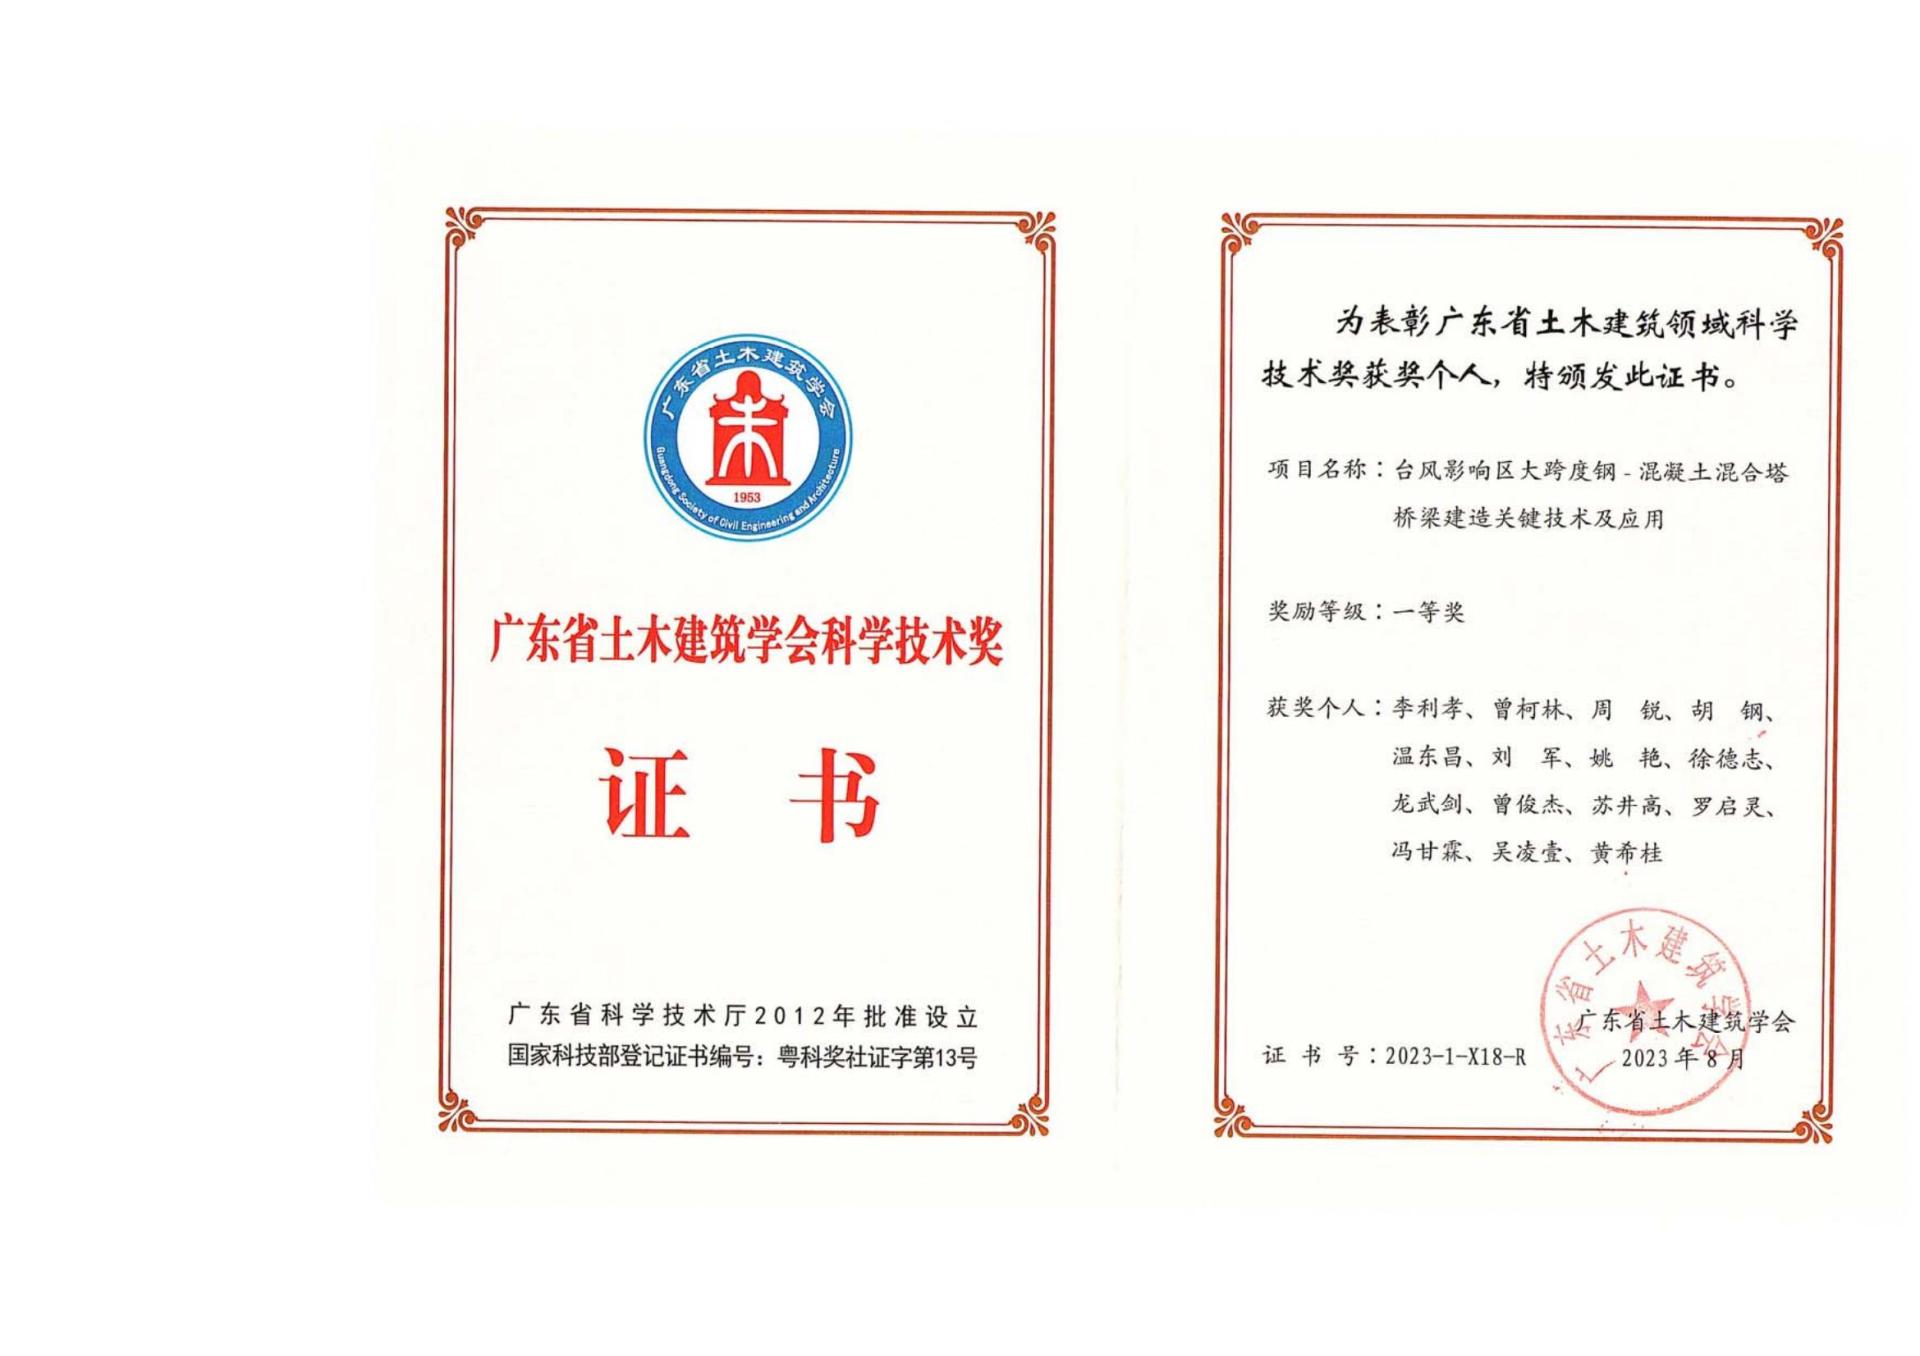 广东省土木建筑学会
1953
Guangdong Society of Civil Engineering and Architecture
广东省土木建筑学会科学技术奖
证 书
广东省科学技术厅2012年批准设立
国家科技部登记证书编号：粤科奖社证字第13号
为表彰广东省土木建筑领域科学
技术奖获奖个人，特颁发此证书。
项目名称：台风影响区大跨度钢-混凝土混合塔
桥梁建造关键技术及应用
奖励等级：一等奖
获奖个人：李利孝、曾柯林、周 锐、胡 钢、
温东昌、刘 军、姚 艳、徐德志、
龙武剑、曾俊杰、苏井高、罗启灵、
冯甘霖、吴凌壹、黄希桂
广东省土木建筑学会
广东省土木建筑学会
证 书 号：2023-1-X18-R
2023年8月